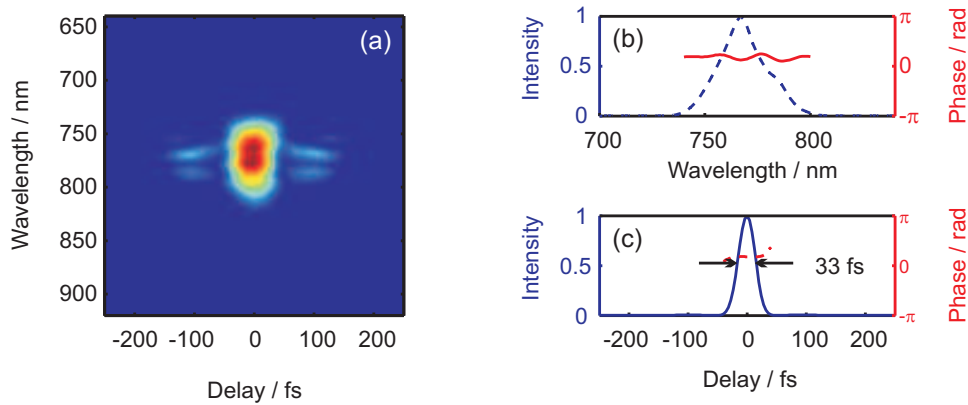 (a)
Wavelength / nm
650
700
750
800
850
900
-200 -100 0 100 200
Delay / fs
(b)
Intensity
1
0.5
0
π
0
-π
Phase / rad
700 750 800
Wavelength / nm
(c)
Intensity
1
0.5
0
33 fs
π
0
-π
Phase / rad
-200 -100 0 100 200
Delay / fs